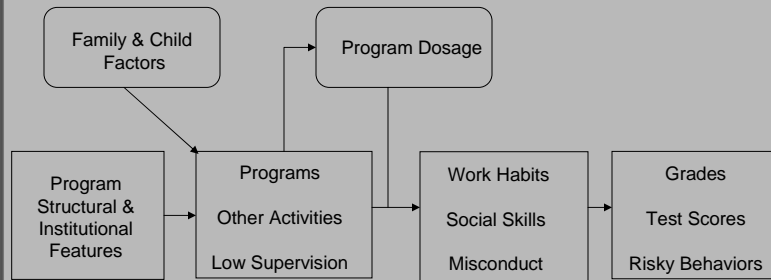 Family & Child
Factors
Program Dosage
Program
Structural &
Institutional
Features
Programs
Other Activities
Low Supervision
Work Habits
Social Skills
Misconduct
Grades
Test Scores
Risky Behaviors